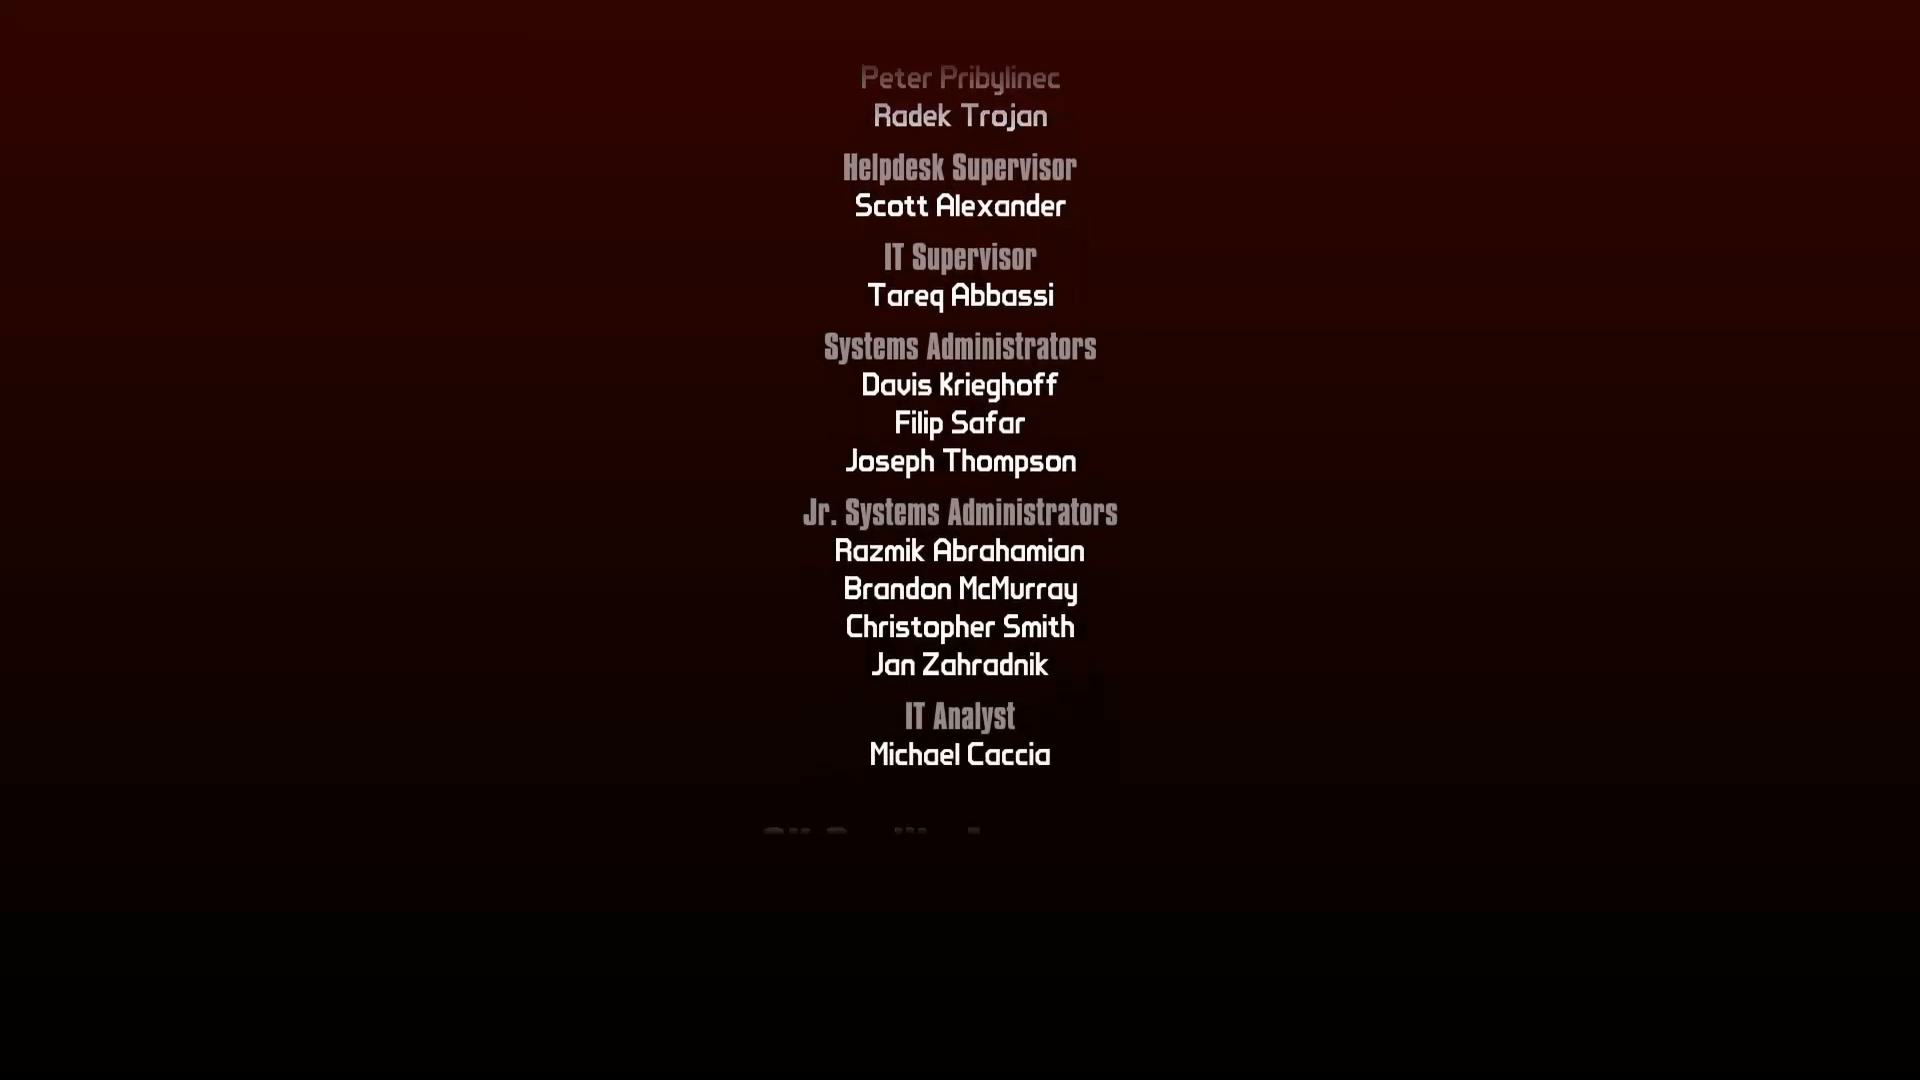 Peter Pribylinec
Radek Trojan
Helpdesk Supervisor
Scott Alexander
IT Supervisor
Tareq Abbassi
Systems Administrators
Davis Krieghoff
Filip Safar
Joseph Thompson
Jr. Systems Administrators
Razmik Abrahamian
Brandon McMurray
Christopher Smith
Jan Zahradnik
IT Analyst
Michael Caccia